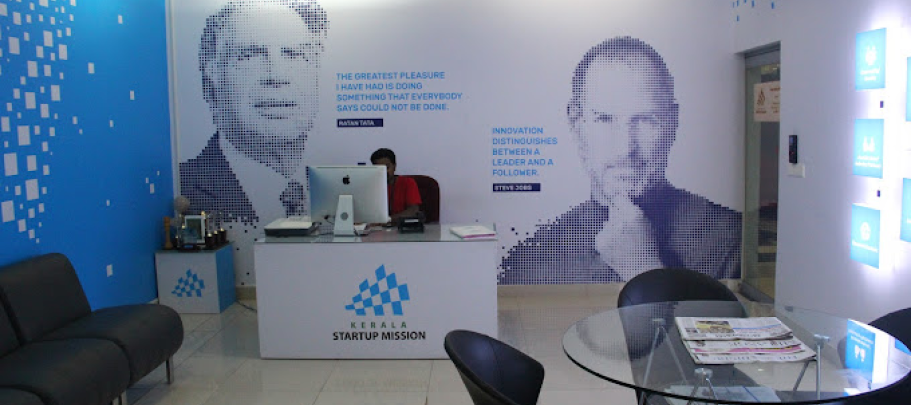 THE GREATEST PLEASURE
I HAVE HAD IS DOING
SOMETHING THAT EVERYBODY
SAYS COULD NOT BE DONE.
RATAN TATA
INNOVATION
DISTINGUISHES
BETWEEN A
LEADER AND A
FOLLOWER.
STEVE JOBS
KERALA
STARTUP MISSION